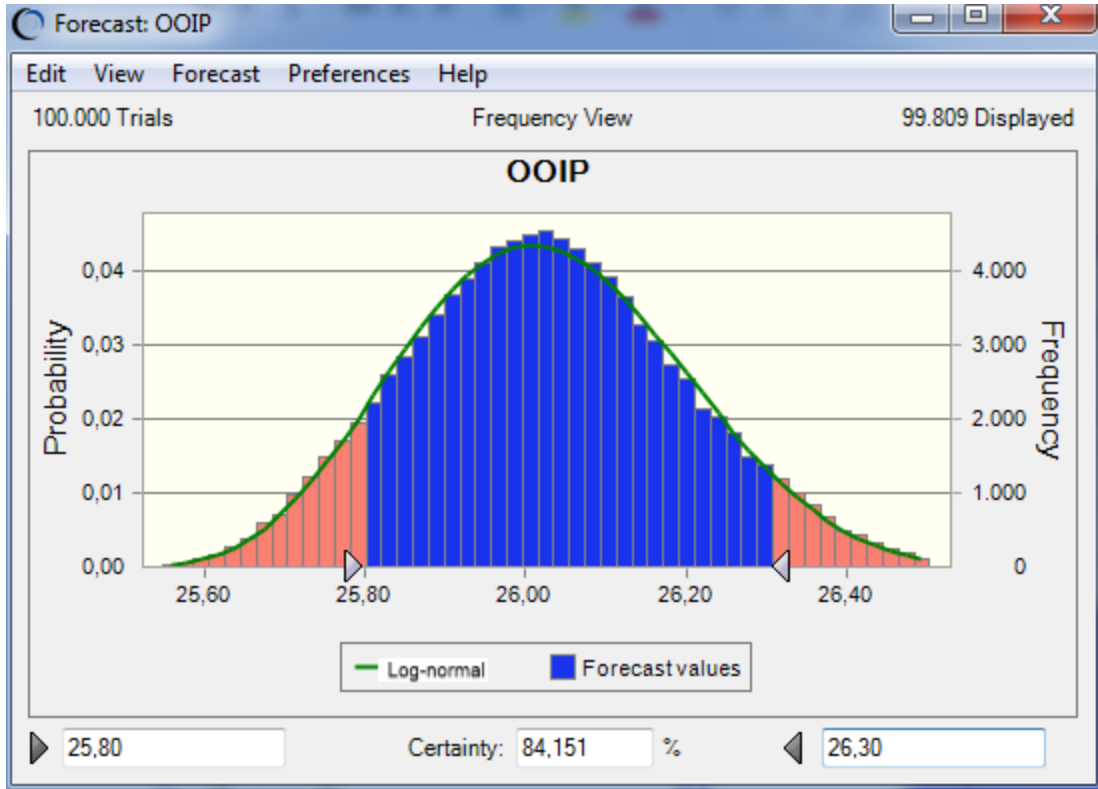 Forecast: OOIP
Edit View Forecast Preferences Help
100.000 Trials Frequency View 99.809 Displayed
OOIP
Probability
0,04
0,03
0,02
0,01
0,00
4.000
3.000
2.000
1.000
0
Frequency
25,60 25,80 26,00 26,20 26,40
Log-normal Forecast values
25,80 Certainty: 84,151 % 26,30